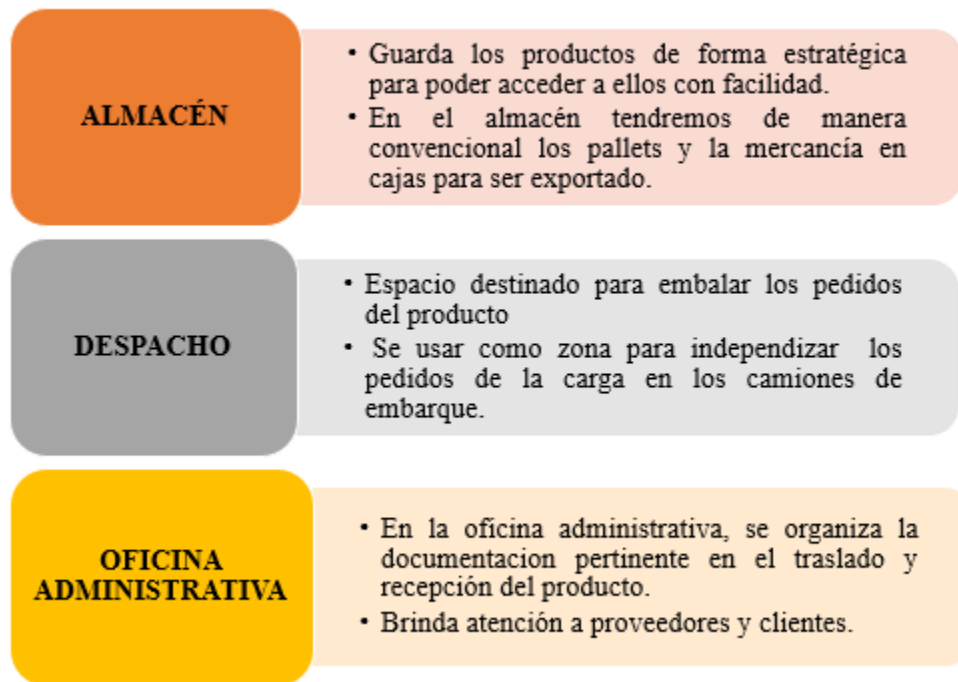 ALMACÉN
• Guarda los productos de forma estratégica
para poder acceder a ellos con facilidad.
• En el almacén tendremos de manera
convencional los pallets y la mercancía en
cajas para ser exportado.
DESPACHO
• Espacio destinado para embalar los pedidos
del producto
• Se usar como zona para independizar los
pedidos de la carga en los camiones de
embarque.
OFICINA
ADMINISTRATIVA
• En la oficina administrativa, se organiza la
documentacion pertinente en el traslado y
recepción del producto.
• Brinda atención a proveedores y clientes.